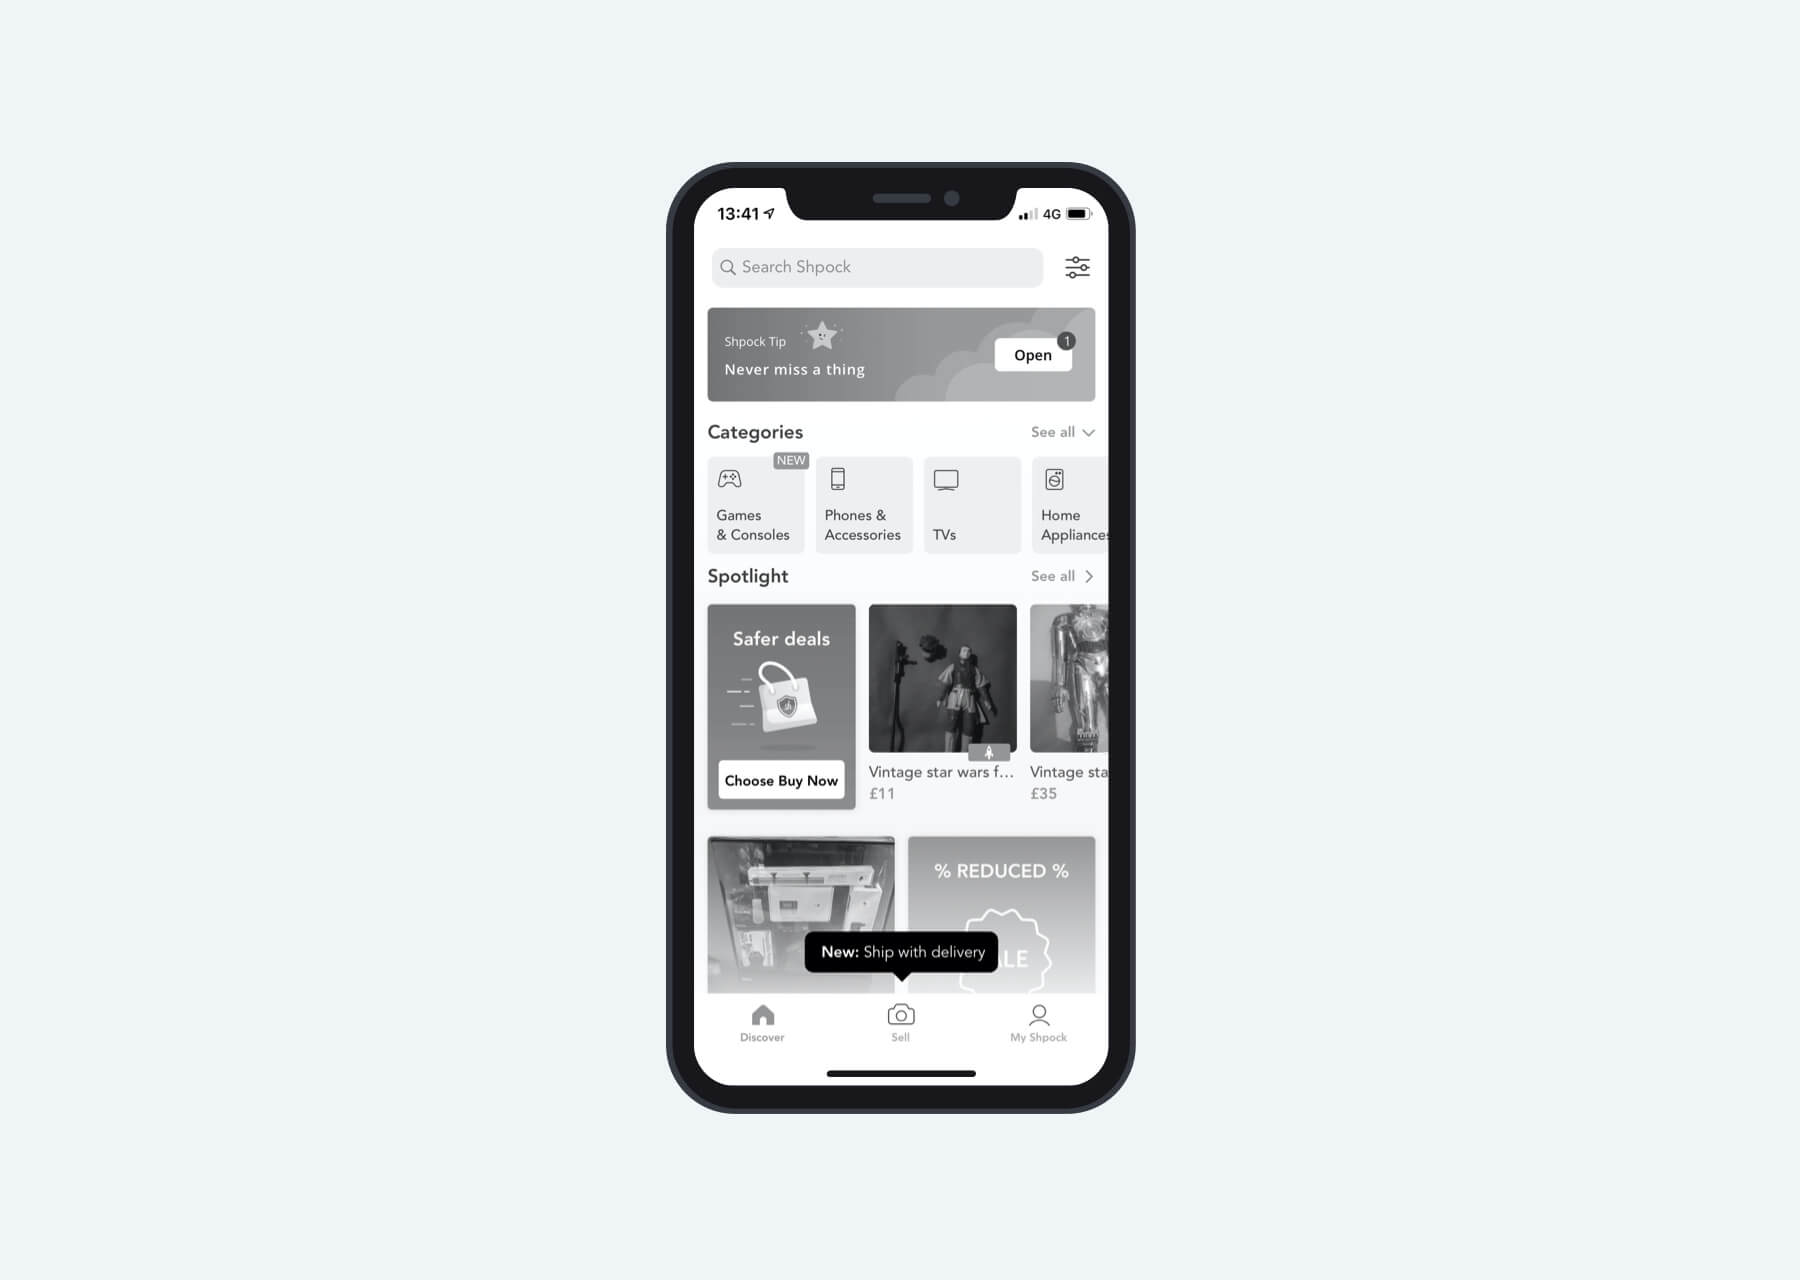 13:41
4G
Search Shpock
Shpock Tip
Never miss a thing
Open
1
Categories
See all
NEW
Games
& Consoles
Phones &
Accessories
TVs
Home
Appliances
Spotlight
See all
Safer deals
Choose Buy Now
Vintage star wars f...
£11
Vintage sta
£35
% REDUCED %
ALE
New: Ship with delivery
Discover
Sell
My Shpock